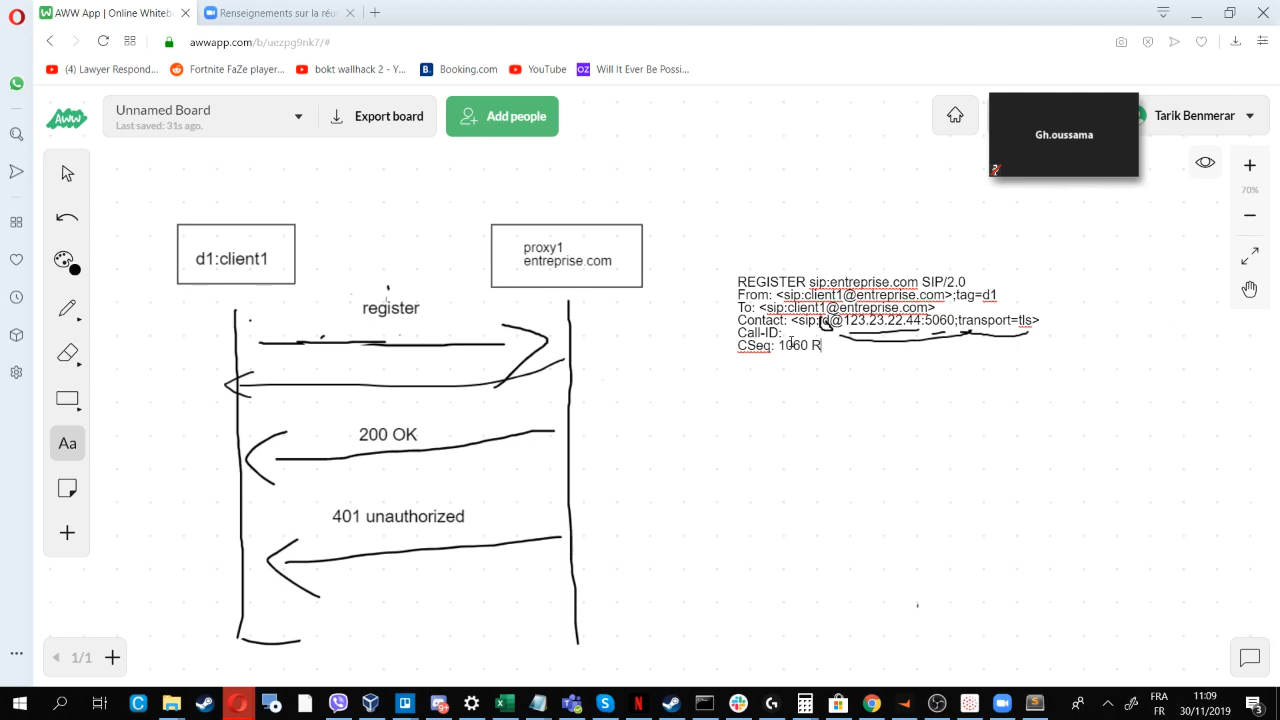 AWW App | Online Whiteb
Renseignements sur la réu
awwapp.com/b/uezpg9nk7/#
(4) Lawyer Respond...
Fortnite FaZe player...
bokt wallhack 2 - Y...
B.
Booking.com
YouTube
OZ
Will It Ever Be Possi...
AWW
Unnamed Board
Last saved: 31s ago.
Export board
Add people
Gh.oussama
Tarik Benmerar
70%
Aa
d1:client1
proxy1
entreprise.com
register
200 OK
401 unauthorized
REGISTER sip:entreprise.com SIP/2.0
From: <sip:client1@entreprise.com>;tag=d1
To: <sip:client1@entreprise.com>
Contact: <sip:d@123.23.22.44:5060;transport=tls>
Call-ID:
CSeq: 1060 R
1/1
FRA
FR
11:09
30/11/2019
3